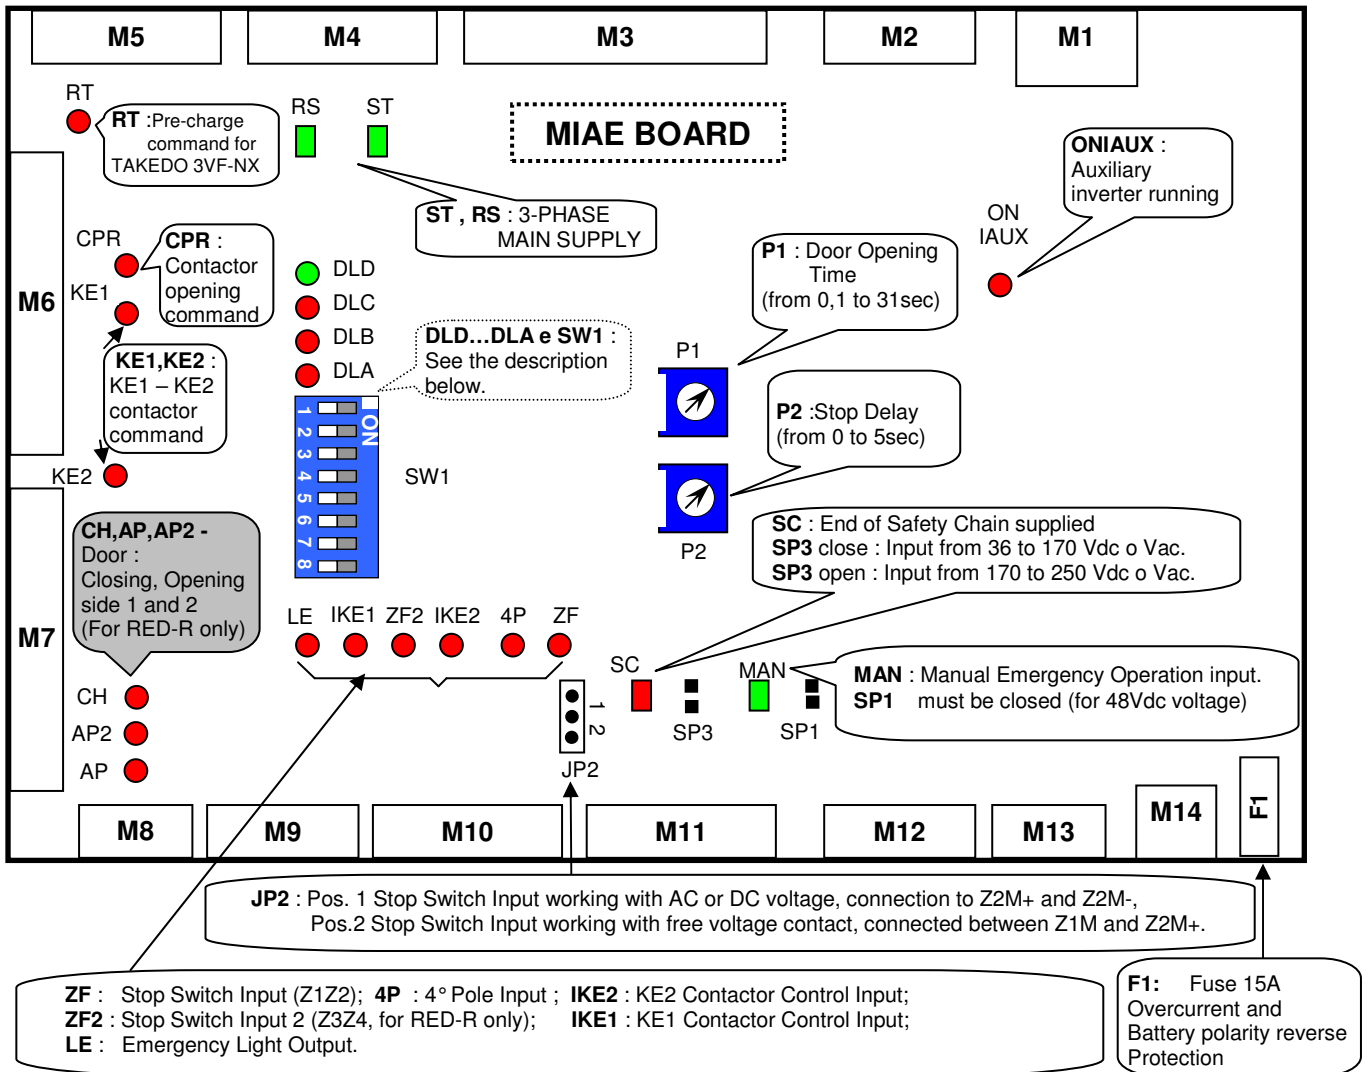 M5
M4
M3
M2
M1
RT
RT :Pre-charge
command for
TAKEDO 3VF-NX
RS
ST
MIAE BOARD
ONIAUX :
Auxiliary
inverter running
ST , RS : 3-PHASE
MAIN SUPPLY
ON
IAUX
CPR
CPR :
Contactor
opening
command
KE1
M6
DLD
DLC
DLB
DLA
P1 : Door Opening
Time
(from 0,1 to 31sec)
DLD...DLA e SW1 :
See the description
below.
KE1,KE2 :
KE1 – KE2
contactor
command
P1
P2 :Stop Delay
(from 0 to 5sec)
ON
1
2
3
4
5
6
7
8
SW1
KE2
P2
CH,AP,AP2 -
Door :
Closing, Opening
side 1 and 2
(For RED-R only)
SC : End of Safety Chain supplied
SP3 close : Input from 36 to 170 Vdc o Vac.
SP3 open : Input from 170 to 250 Vdc o Vac.
M7
LE
IKE1
ZF2
IKE2
4P
ZF
SC
MAN
MAN : Manual Emergency Operation input.
SP1 must be closed (for 48Vdc voltage)
CH
AP2
AP
1
2
JP2
SP3
SP1
M8
M9
M10
M11
M12
M13
M14
F1
JP2 : Pos. 1 Stop Switch Input working with AC or DC voltage, connection to Z2M+ and Z2M-,
Pos.2 Stop Switch Input working with free voltage contact, connected between Z1M and Z2M+.
ZF : Stop Switch Input (Z1Z2); 4P : 4° Pole Input ; IKE2 : KE2 Contactor Control Input;
ZF2 : Stop Switch Input 2 (Z3Z4, for RED-R only); IKE1 : KE1 Contactor Control Input;
LE : Emergency Light Output.
F1: Fuse 15A
Overcurrent and
Battery polarity reverse
Protection